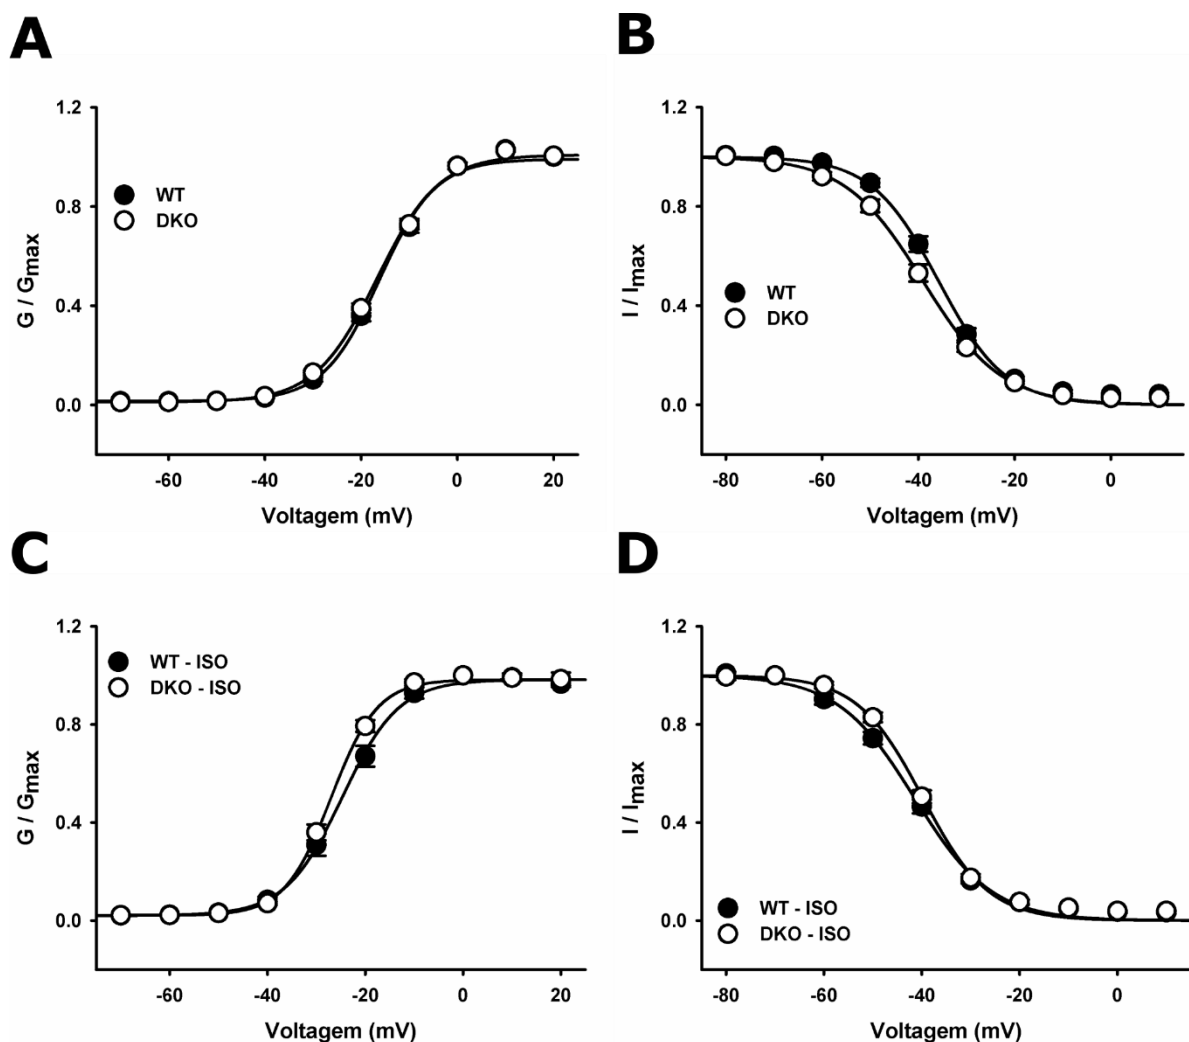 A
1.2
0.8
0.4
0.0
G / Gmax
WT
DKO
-60 -40 -20 0 20
Voltagem (mV)
B
1.2
0.8
0.4
0.0
I / Imax
WT
DKO
-80 -60 -40 -20 0
Voltagem (mV)
C
1.2
0.8
0.4
0.0
G / Gmax
WT - ISO
DKO - ISO
-60 -40 -20 0 20
Voltagem (mV)
D
1.2
0.8
0.4
0.0
I / Imax
WT - ISO
DKO - ISO
-80 -60 -40 -20 0
Voltagem (mV)